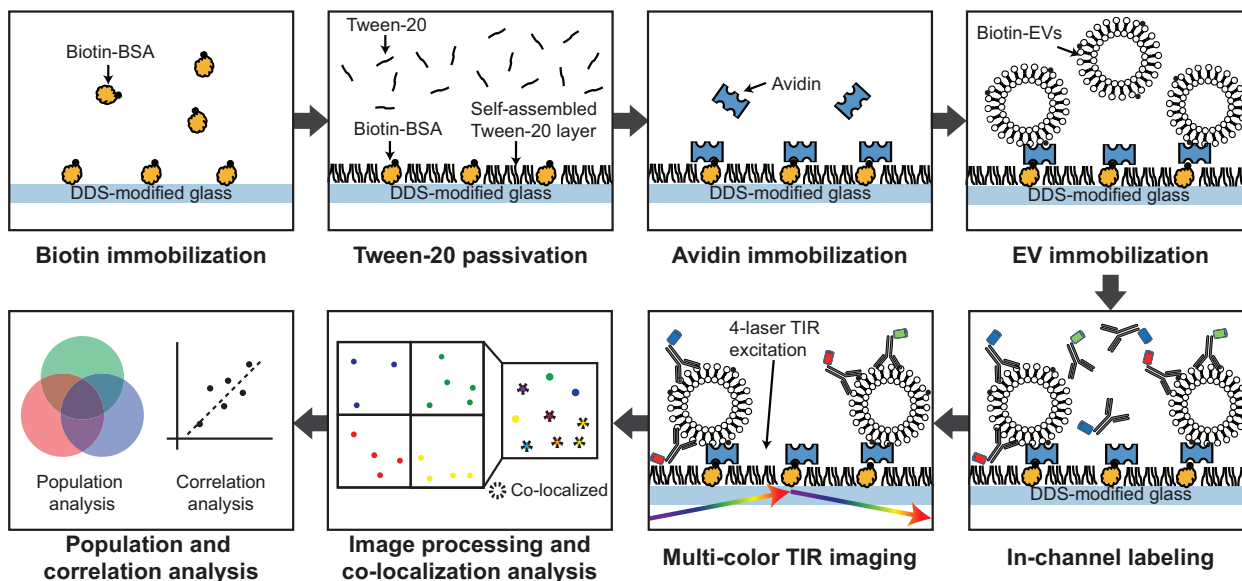 Biotin-BSA
DDS-modified glass
Biotin immobilization
Tween-20
Biotin-BSA
Self-assembled
Tween-20 layer
DDS-modified glass
Tween-20 passivation
Avidin
DDS-modified glass
Avidin immobilization
Biotin-EVs
DDS-modified glass
EV immobilization
Population
analysis
Correlation
analysis
Population and
correlation analysis
Co-localized
Image processing and
co-localization analysis
4-laser TIR
excitation
Multi-color TIR imaging
DDS-modified glass
In-channel labeling